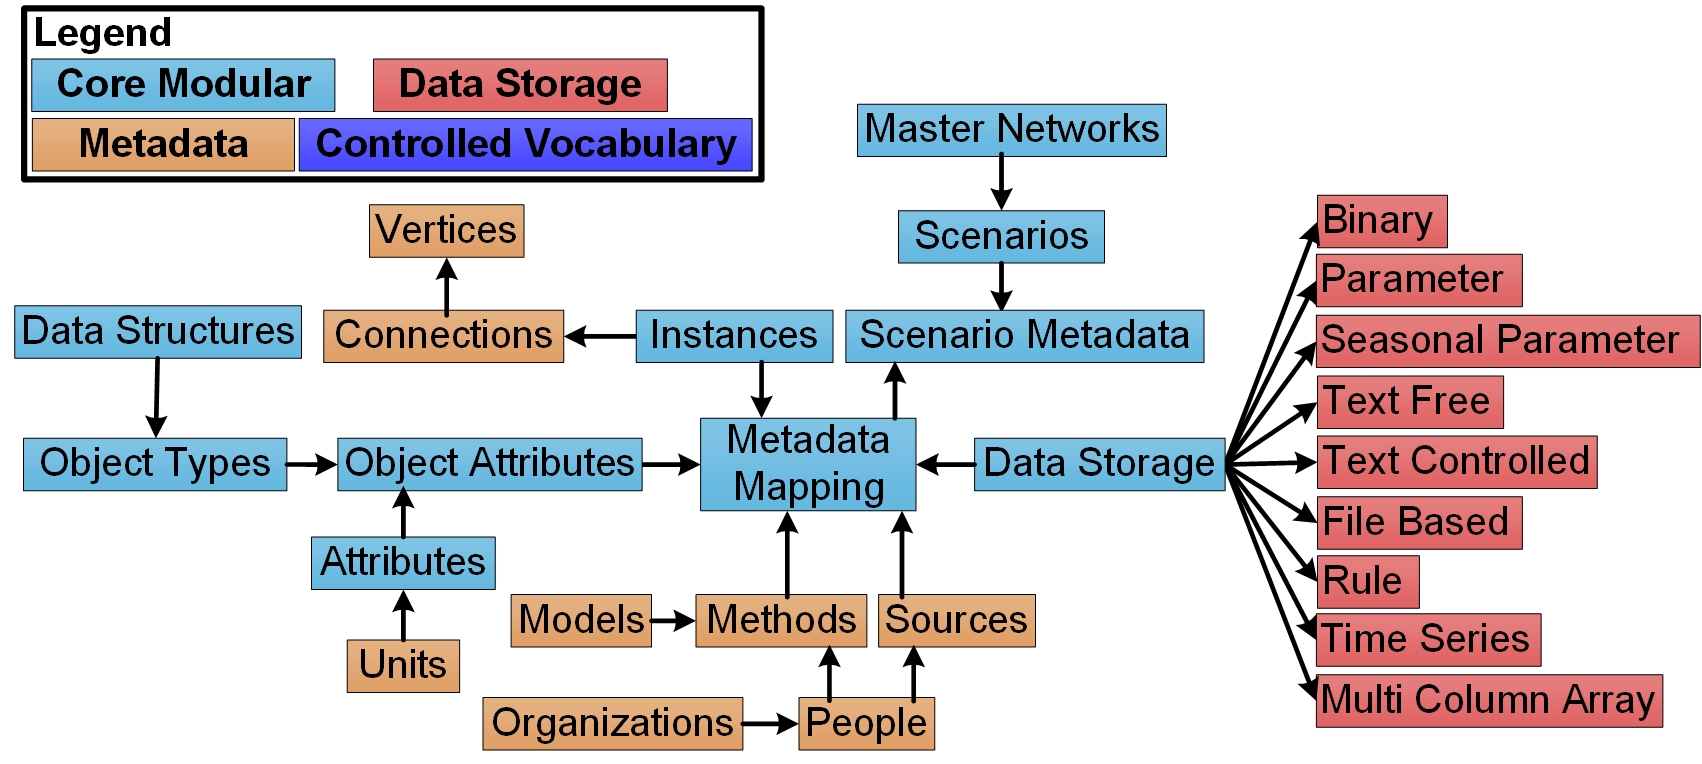 Legend
Core Modular
Data Storage
Metadata
Controlled Vocabulary
Master Networks
Scenarios
Vertices
Data Structures
Connections
Instances
Scenario Metadata
Object Types
Object Attributes
Metadata
Mapping
Data Storage
Attributes
Units
Models
Methods
Sources
Organizations
People
Binary
Parameter
Seasonal Parameter
Text Free
Text Controlled
File Based
Rule
Time Series
Multi Column Array